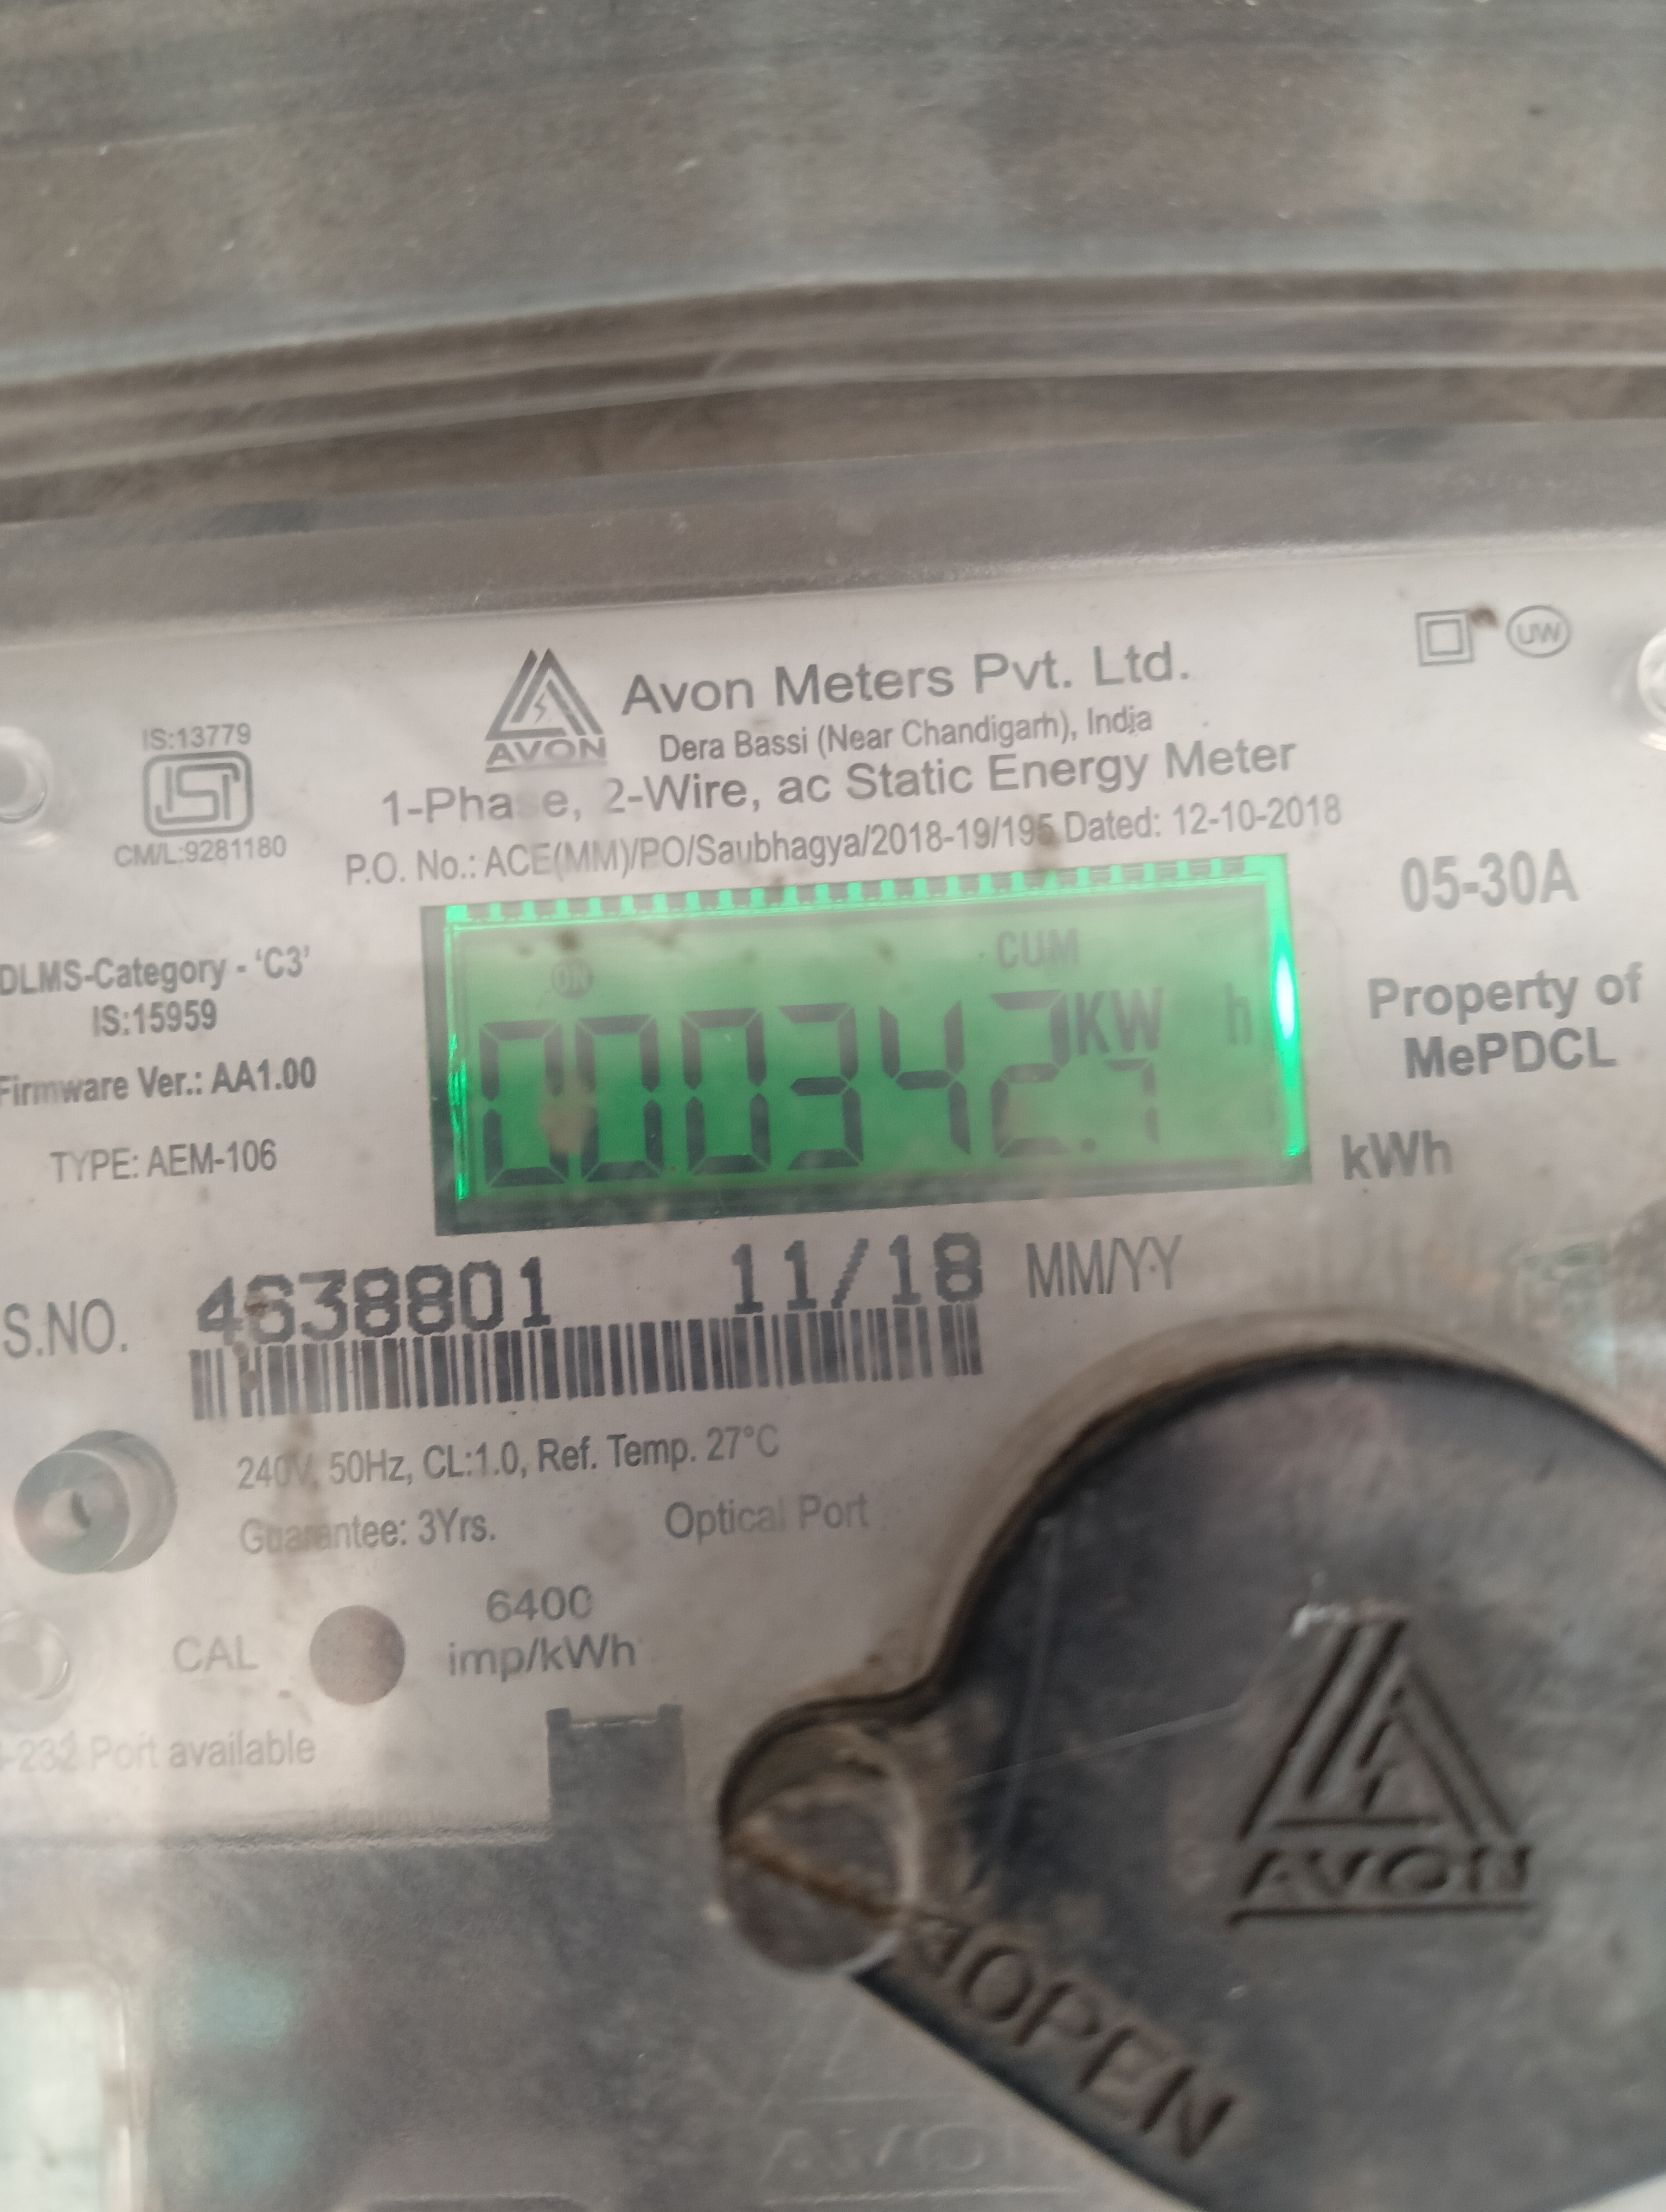 UW
IS:13779
ISI
CM/L:9281180
AVON
Avon Meters Pvt. Ltd.
Dera Bassi (Near Chandigarh), India
1-Phase, 2-Wire, ac Static Energy Meter
P.O. No.: ACE(MM)/PO/Saubhagya/2018-19/195 Dated: 12-10-2018
05-30A
DLMS-Category - ‘C3’
IS:15959
Firmware Ver.: AA1.00
TYPE: AEM-106
ON
CUM
000342.7 KW h
Property of
MePDCL
kWh
S.NO. 4638801 11/18 MM/YY
240V, 50Hz, CL:1.0, Ref. Temp. 27°C
Guarantee: 3Yrs. Optical Port
CAL
6400
imp/kWh
-232 Port available
AVON
OPEN